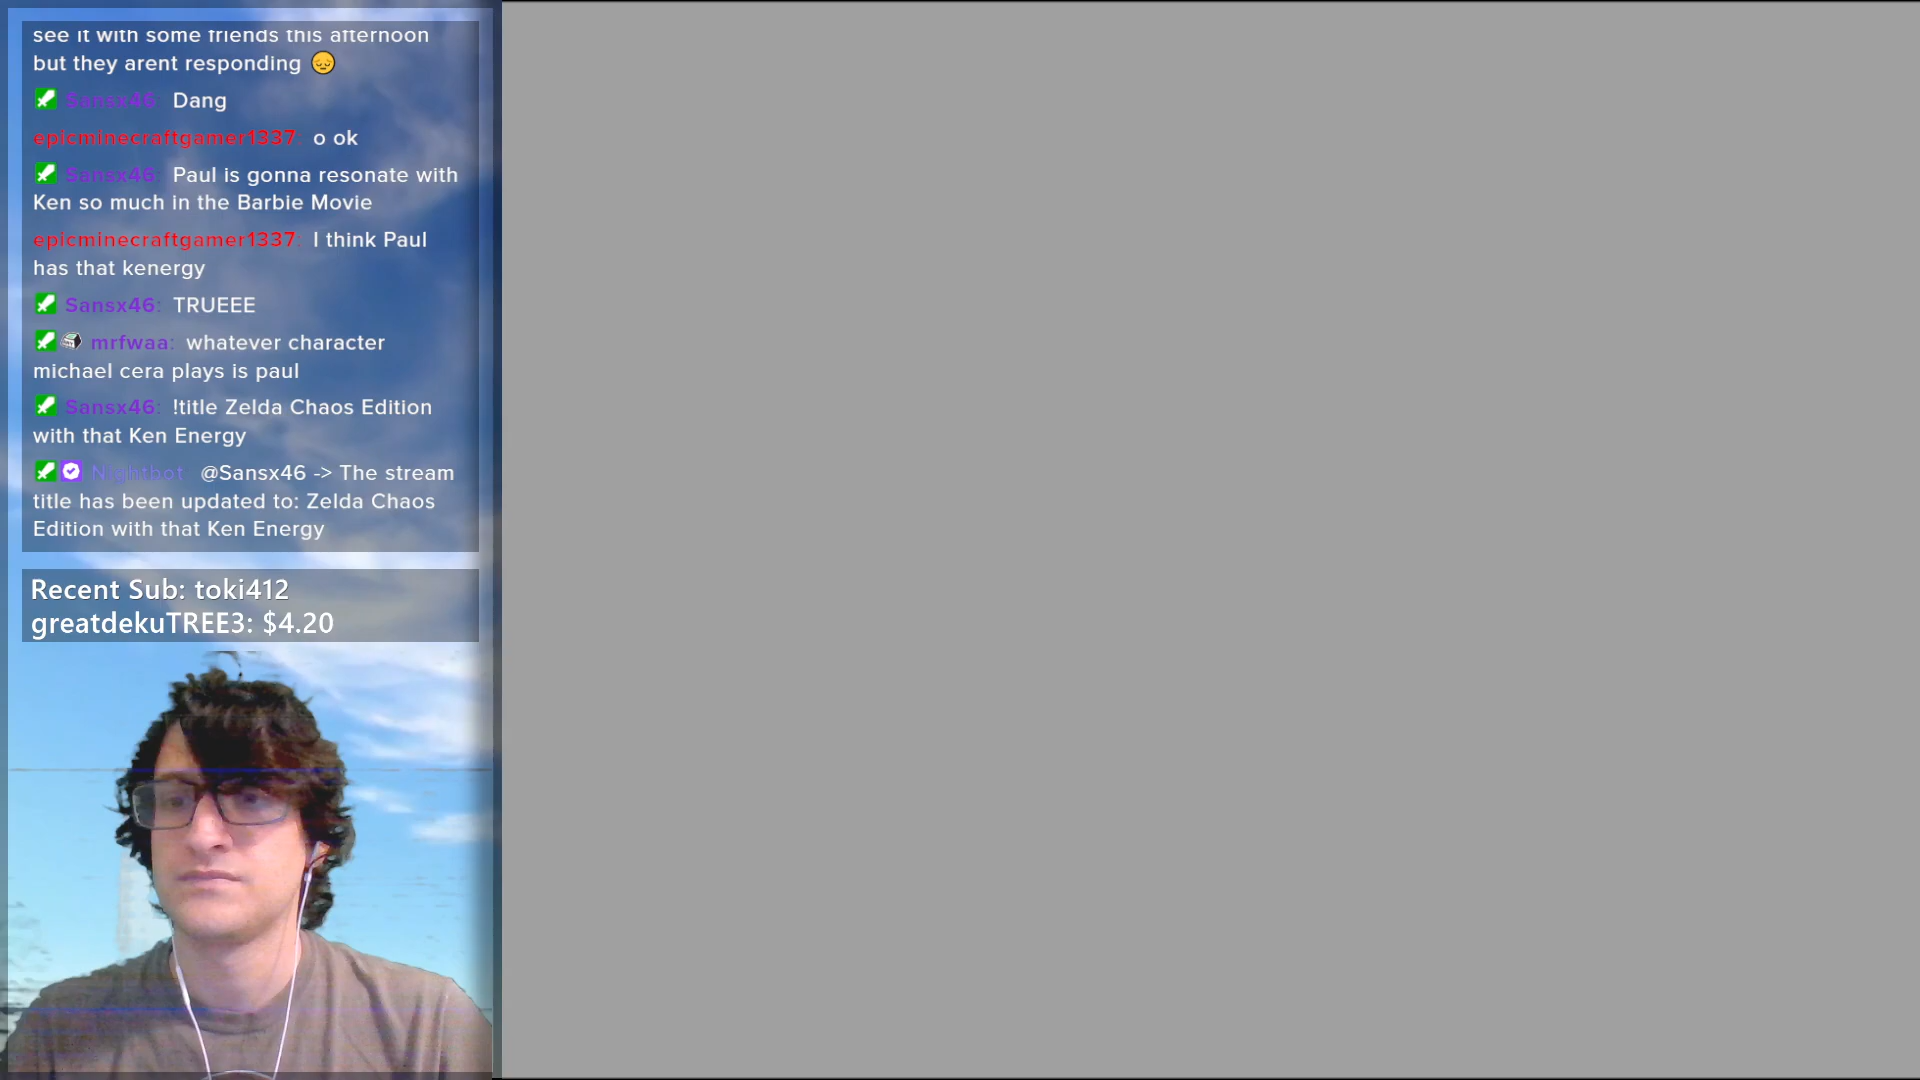 see it with some friends this afternoon
but they arent responding 😔
Sansx46: Dang
epicminecraftgamer1337: o ok
Sansx46: Paul is gonna resonate with
Ken so much in the Barbie Movie
epicminecraftgamer1337: I think Paul
has that kenergy
Sansx46: TRUEEE
mrfwaa: whatever character
michael cera plays is paul
Sansx46: !title Zelda Chaos Edition
with that Ken Energy
Nightbot @Sansx46 -> The stream
title has been updated to: Zelda Chaos
Edition with that Ken Energy
Recent Sub: toki412
greatdekuTREE3: $4.20